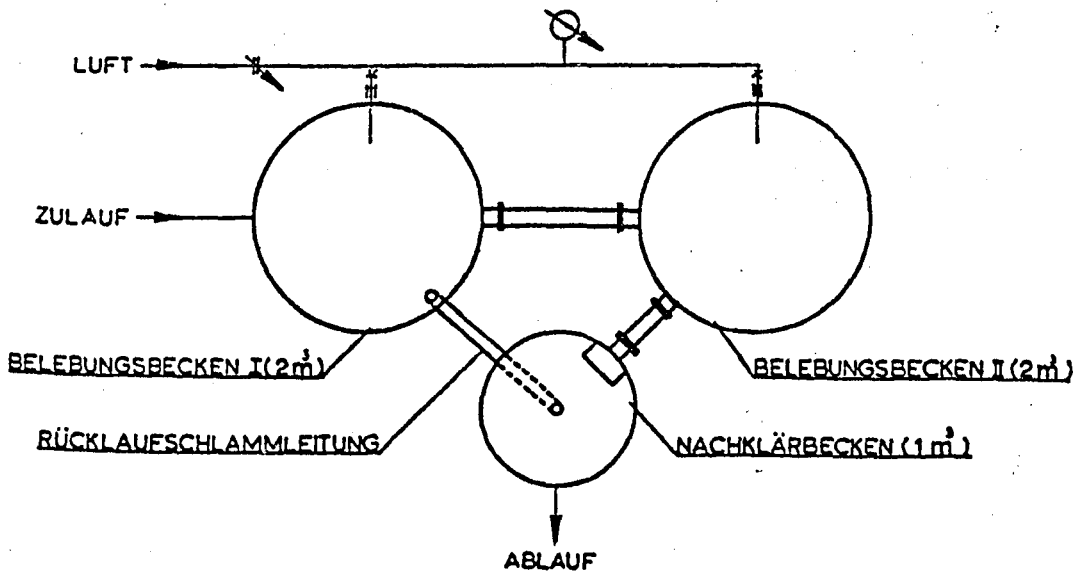 LUFT
ZULAUF
BELEBUNGSBECKEN I (2m³)
BELEBUNGSBECKEN II (2m³)
RÜCKLAUFSCHLAMMLEITUNG
NACHKLÄRBECKEN (1m³)
ABLAUF